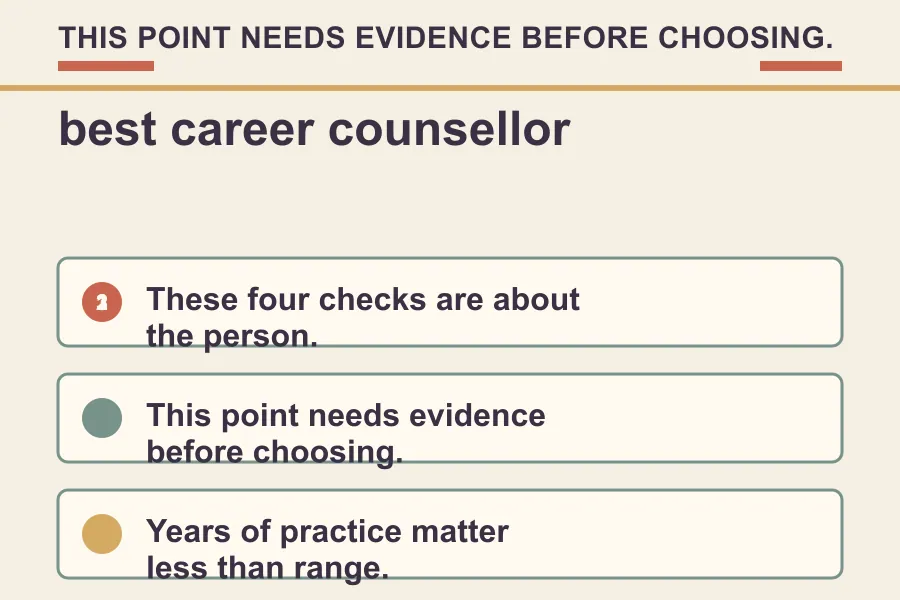 THIS POINT NEEDS EVIDENCE BEFORE CHOOSING.
best career counsellor
These four checks are about
the person.
This point needs evidence
before choosing.
Years of practice matter
less than range.